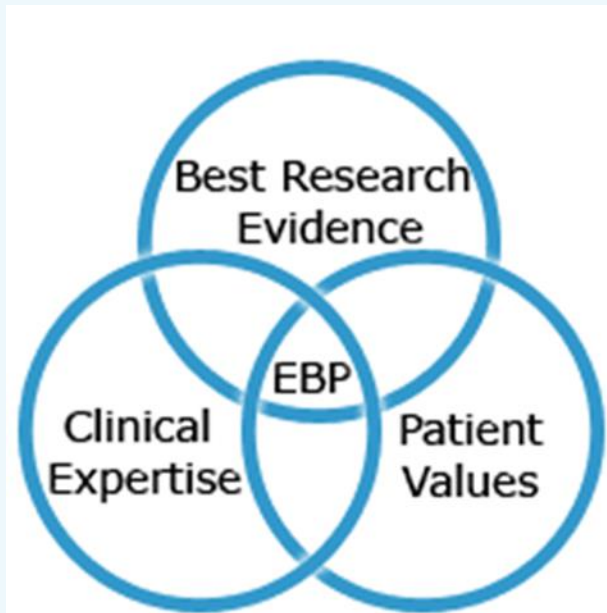 Best Research
Evidence
EBP
Clinical
Expertise
Patient
Values